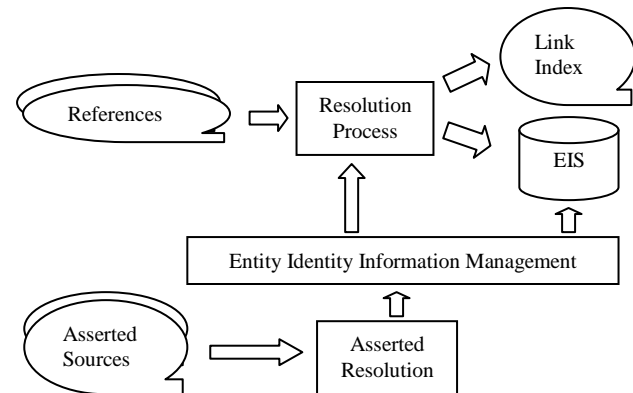 Link
Index
References
Resolution
Process
EIS
Entity Identity Information Management
Asserted
Sources
Asserted
Resolution